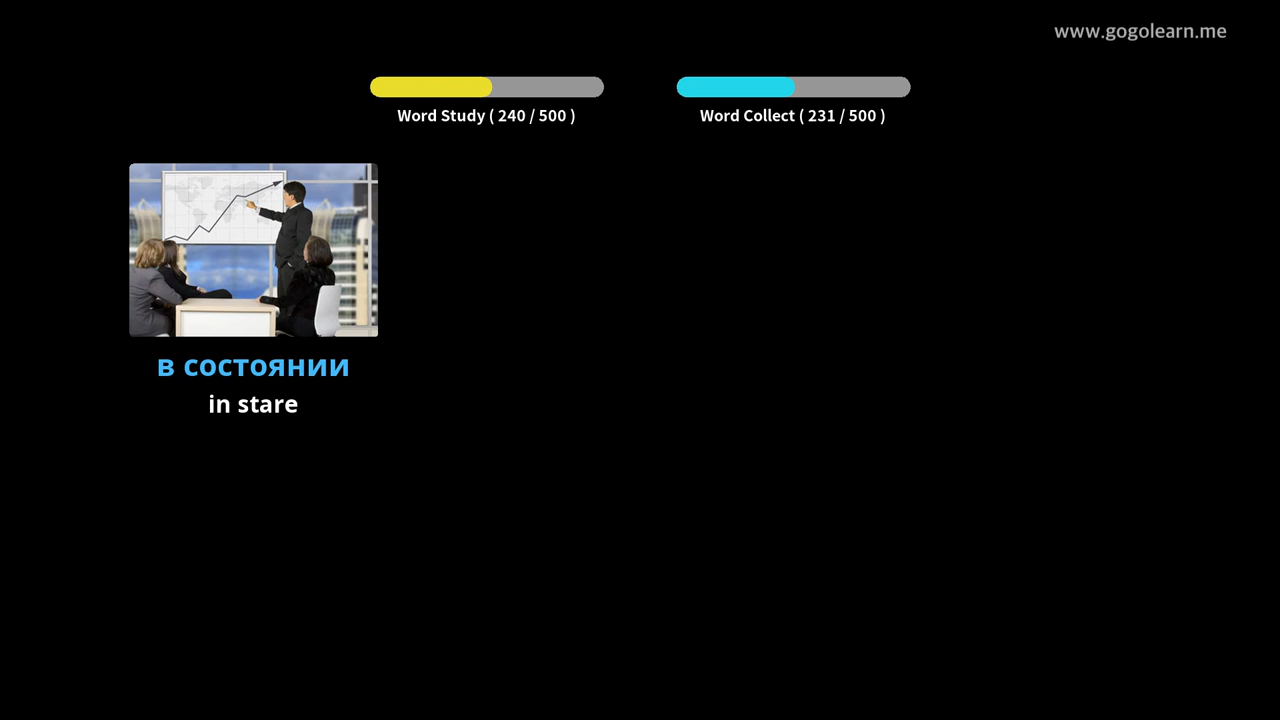 www.gogolearn.me
Word Study ( 240 / 500 )
Word Collect ( 231 / 500 )
в состоянии
in stare